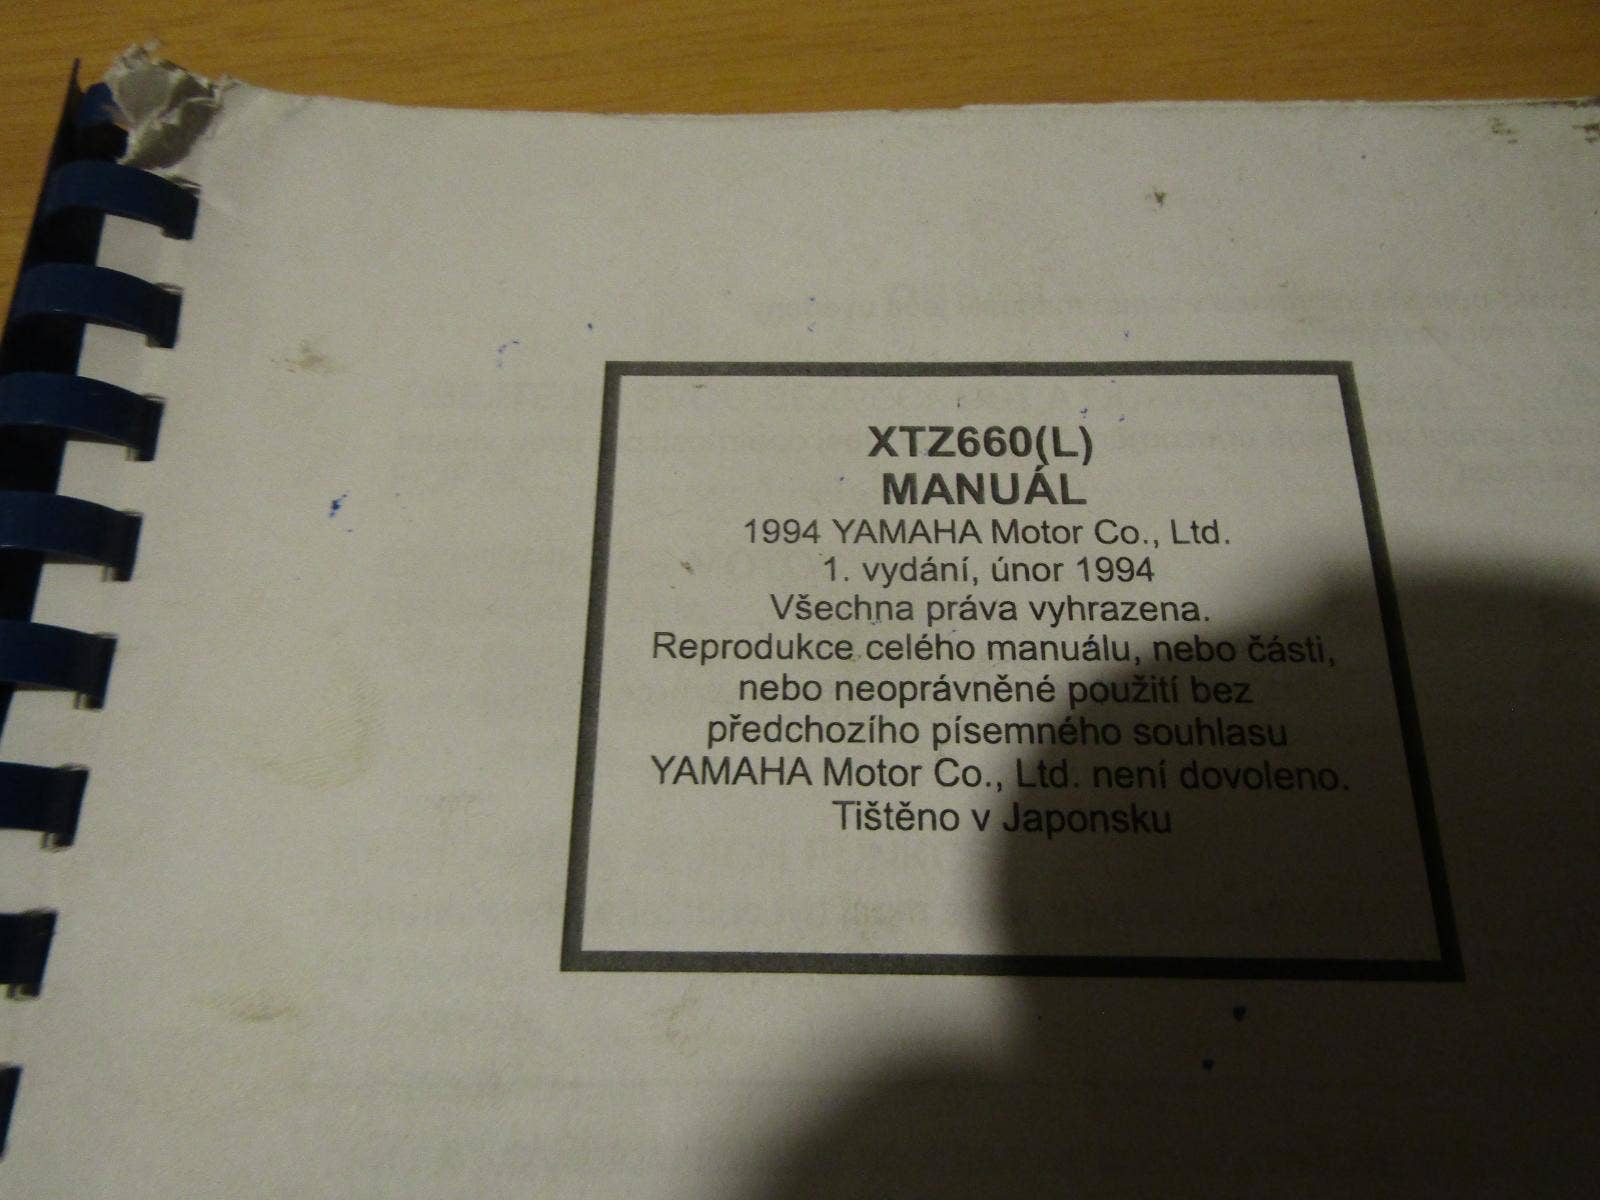 XTZ660(L)
MANUÁL
1994 YAMAHA Motor Co., Ltd.
1. vydání, únor 1994
Všechna práva vyhrazena.
Reprodukce celého manuálu, nebo části,
nebo neoprávněné použití bez
předchozího písemného souhlasu
YAMAHA Motor Co., Ltd. není dovoleno.
Tištěno v Japonsku